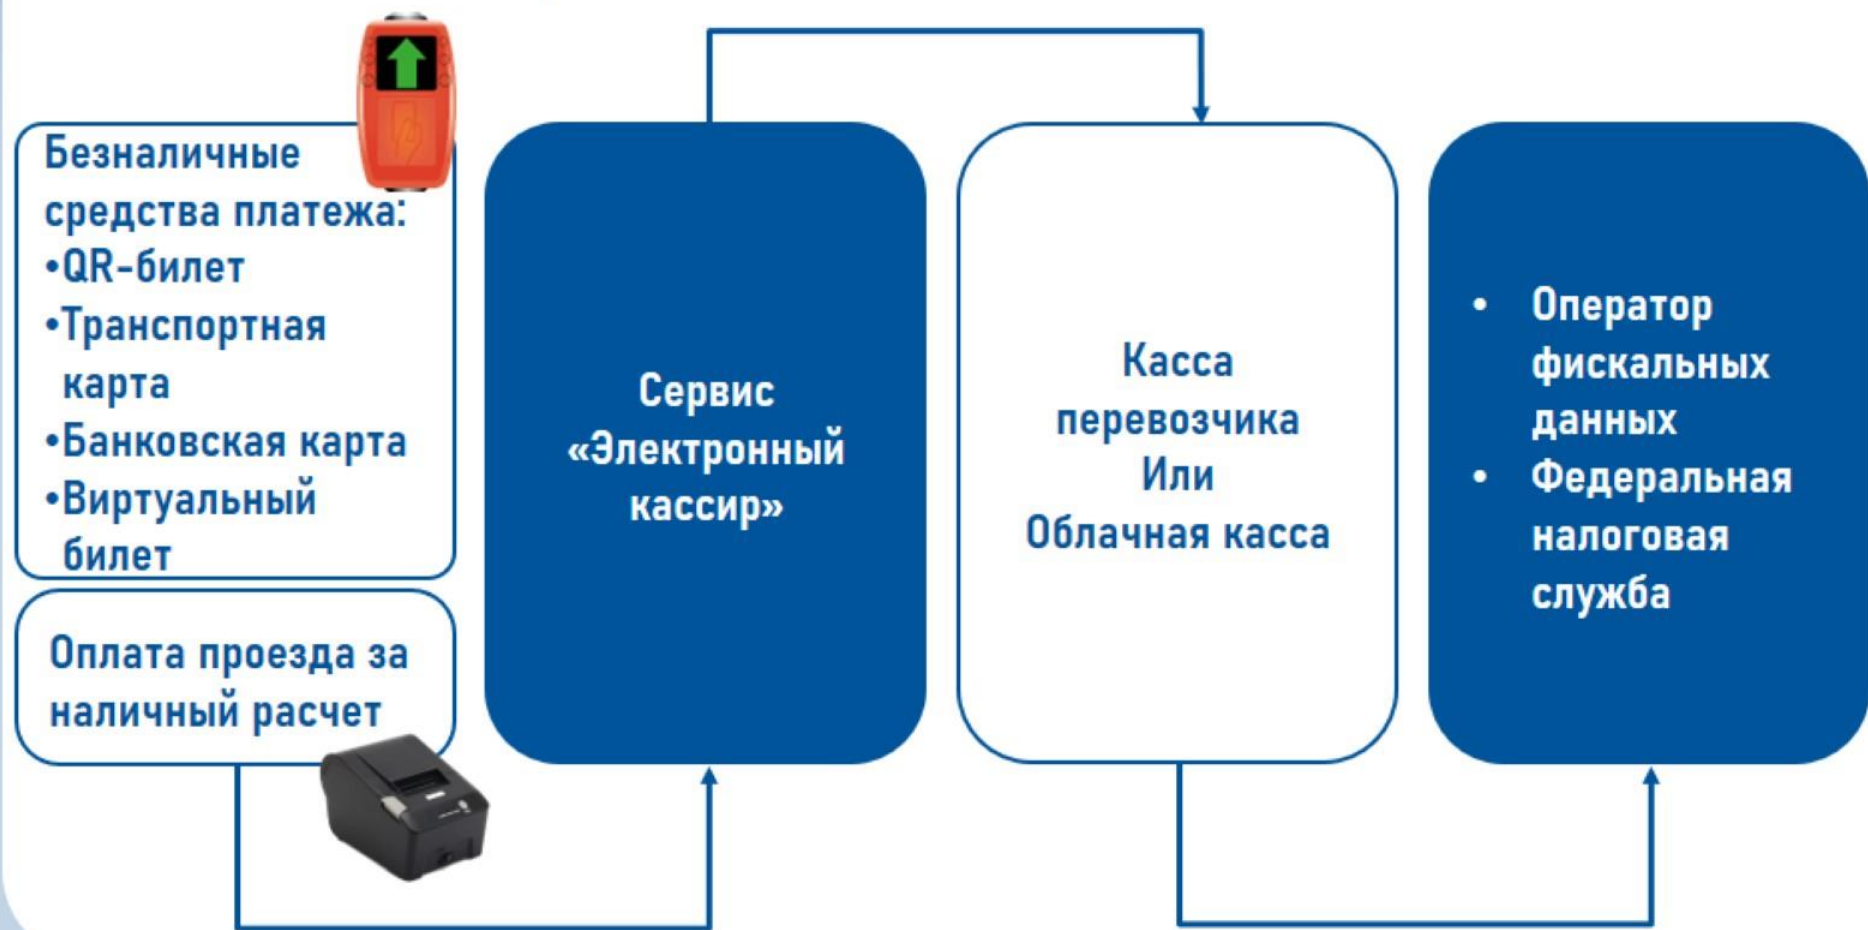 Безналичные
средства платежа:
•QR-билет
•Транспортная
карта
•Банковская карта
•Виртуальный
билет
Оплата проезда за
наличный расчет
Сервис
«Электронный
кассир»
Касса
перевозчика
Или
Облачная касса
• Оператор
фискальных
данных
• Федеральная
налоговая
служба